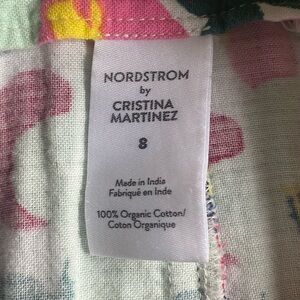 NORDSTROM
by
CRISTINA
MARTINEZ
8
Made in India
Fabriqué en Inde
100% Organic Cotton/
Coton Organique